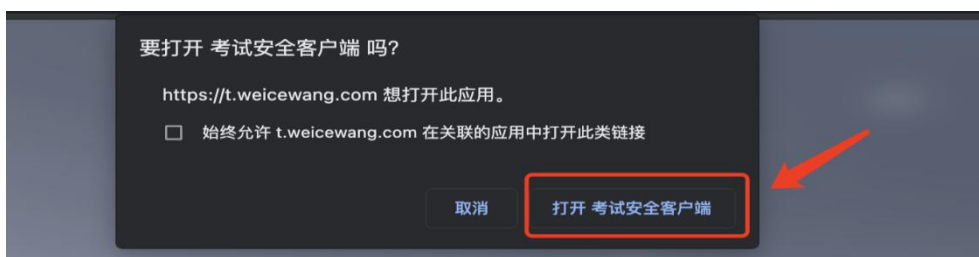 要打开 考试安全客户端 吗?
https://t.weicewang.com 想打开此应用。
始终允许 t.weicewang.com 在关联的应用中打开此类链接
取消
打开 考试安全客户端